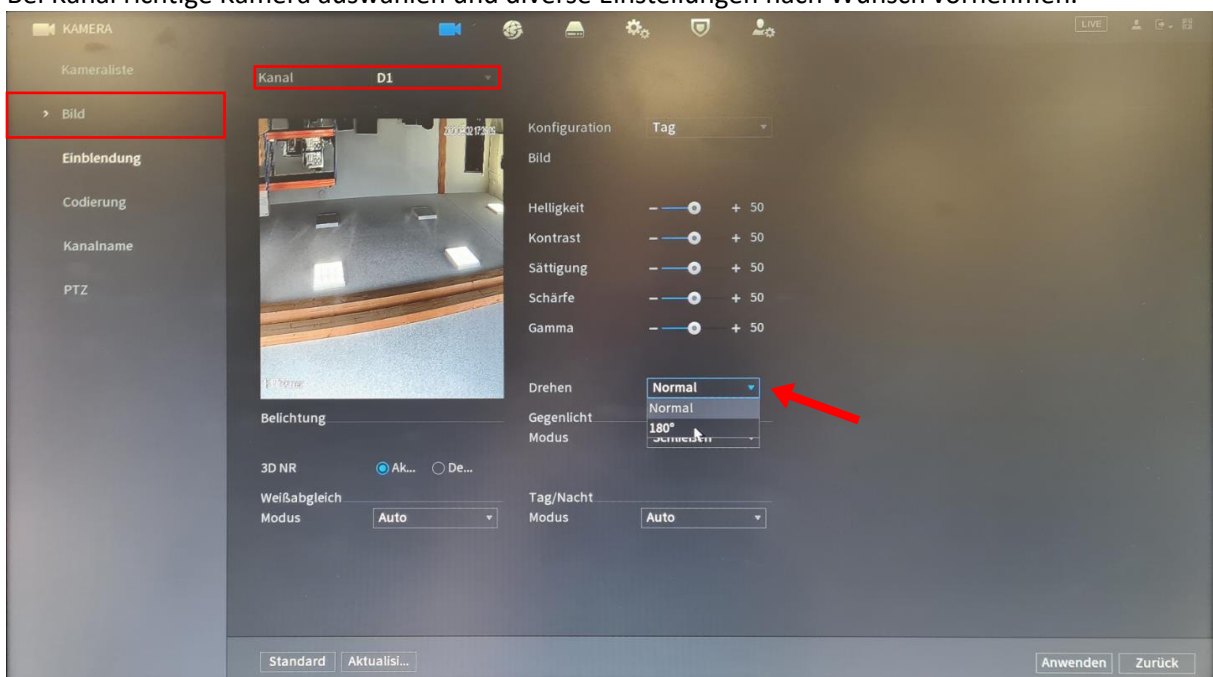 Bei Kanal richtige Kamera auswählen und diverse Einstellungen nach Wunsch vornehmen.
KAMERA
LIVE
Kameraliste
Kanal D1
Bild
Konfiguration Tag
Bild
Einblendung
Codierung
Helligkeit - + 50
Kontrast - + 50
Kanalname
Sättigung - + 50
PTZ
Schärfe - + 50
Gamma - + 50
Drehen Normal
Normal
180°
Belichtung
Gegenlicht
Modus Schließen
3D NR Ak... De...
Weißabgleich
Modus Auto
Tag/Nacht
Modus Auto
Standard Aktualisi...
Anwenden Zurück